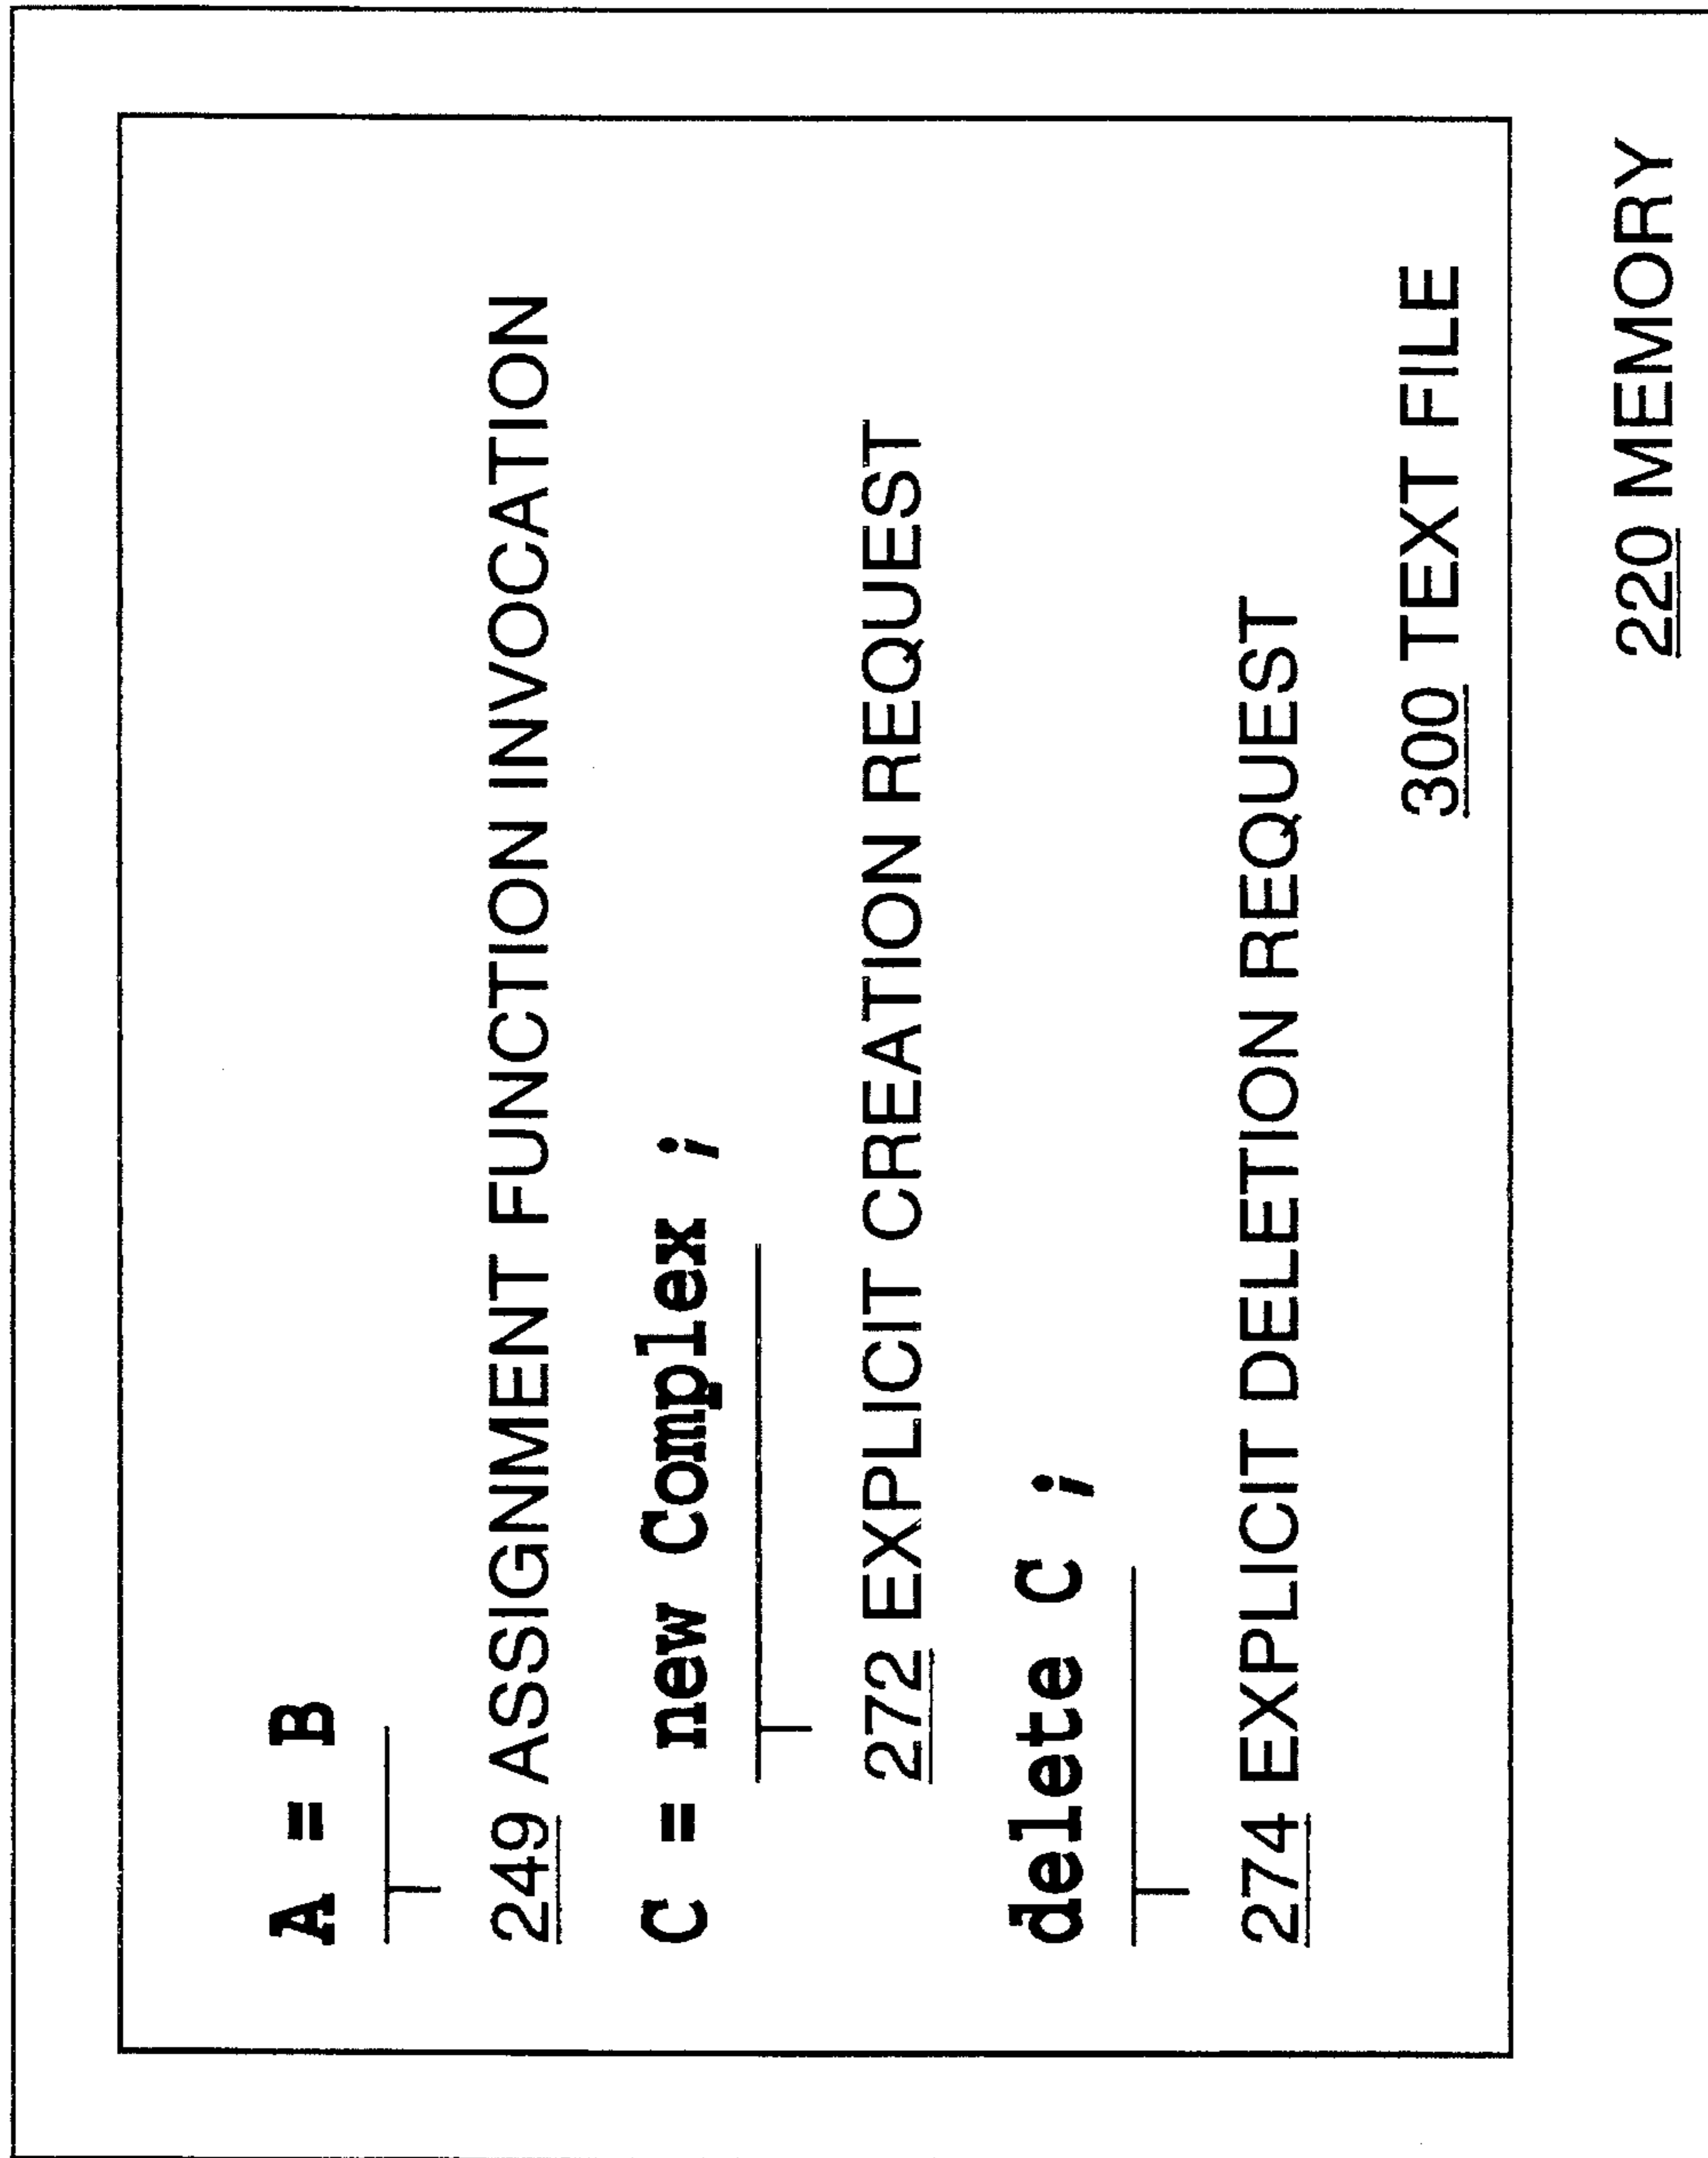 A = B
249 ASSIGNMENT FUNCTION INVOCATION
C = new Complex ;
272 EXPLICIT CREATION REQUEST
delete C ;
274 EXPLICIT DELETION REQUEST
300 TEXT FILE
220 MEMORY